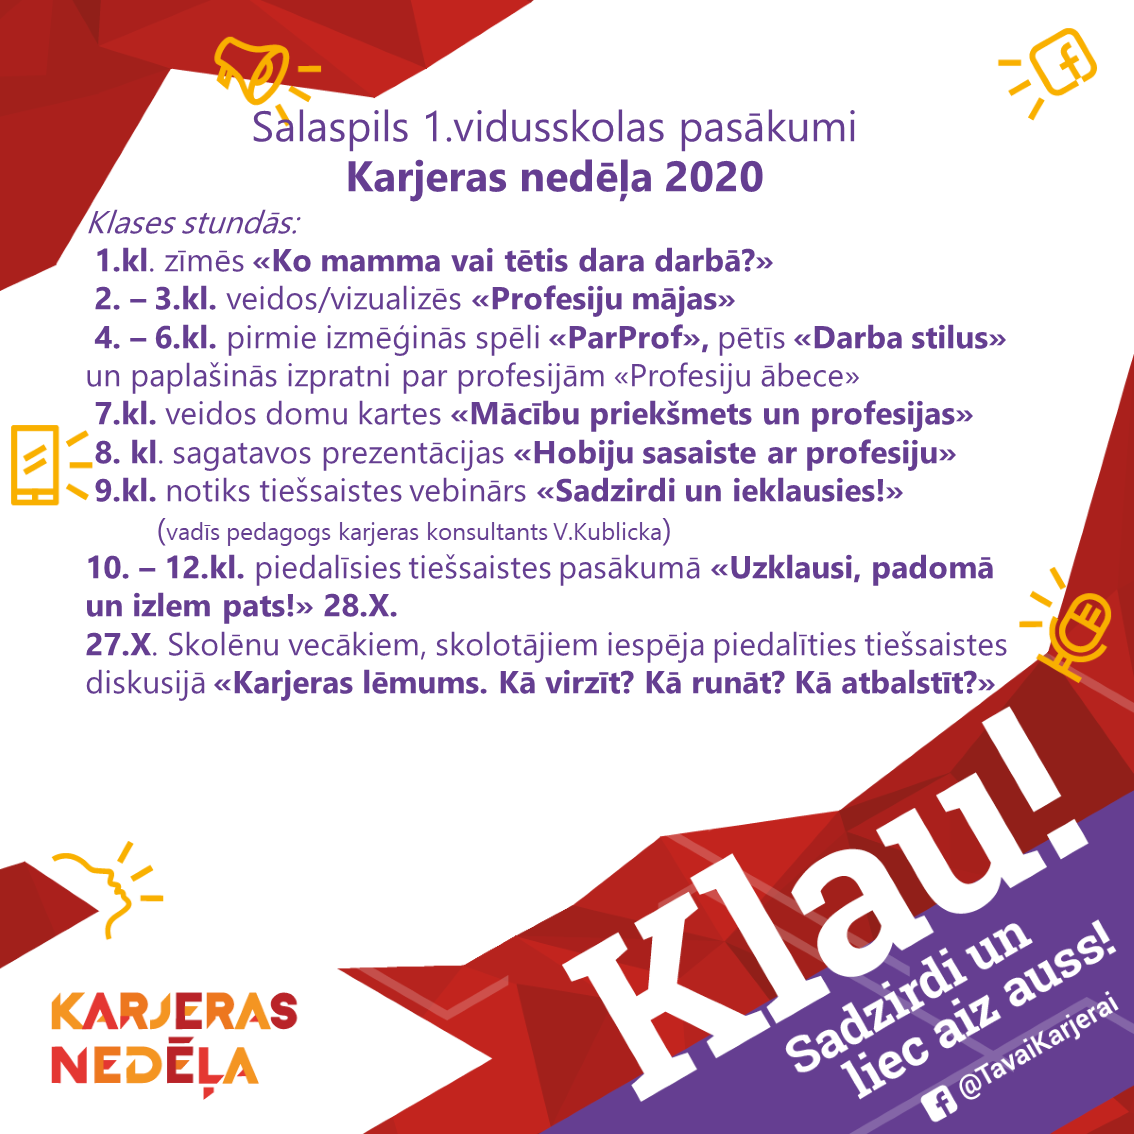 Salaspils 1.vidusskolas pasākumi
Karjeras nedēļa 2020
Klases stundās:
1.kl. zīmēs «Ko mamma vai tētis dara darbā?»
2. – 3.kl. veidos/vizualizēs «Profesiju mājas»
4. – 6.kl. pirmie izmēģinās spēli «ParProf», pētīs «Darba stilus»
un paplašinās izpratni par profesijām «Profesiju ābece»
7.kl. veidos domu kartes «Mācību priekšmets un profesijas»
8. kl. sagatavos prezentācijas «Hobiju sasaiste ar profesiju»
9.kl. notiks tiešsaistes vebinārs «Sadzirdi un ieklausies!»
(vadīs pedagogs karjeras konsultants V.Kublicka)
10. – 12.kl. piedalīsies tiešsaistes pasākumā «Uzklausi, padomā
un izlem pats!» 28.X.
27.X. Skolēnu vecākiem, skolotājiem iespēja piedalīties tiešsaistes
diskusijā «Karjeras lēmums. Kā virzīt? Kā runāt? Kā atbalstīt?»
Klau!
Sadzirdi un
liec aiz auss!
@TavaiKarjerai
KARJERAS
NEDĒĻA